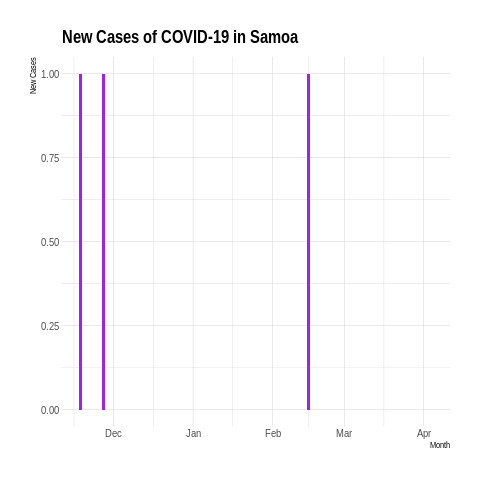 New Cases of COVID-19 in Samoa
New Cases
1.00
0.75
0.50
0.25
0.00
Dec Jan Feb Mar Apr
Month